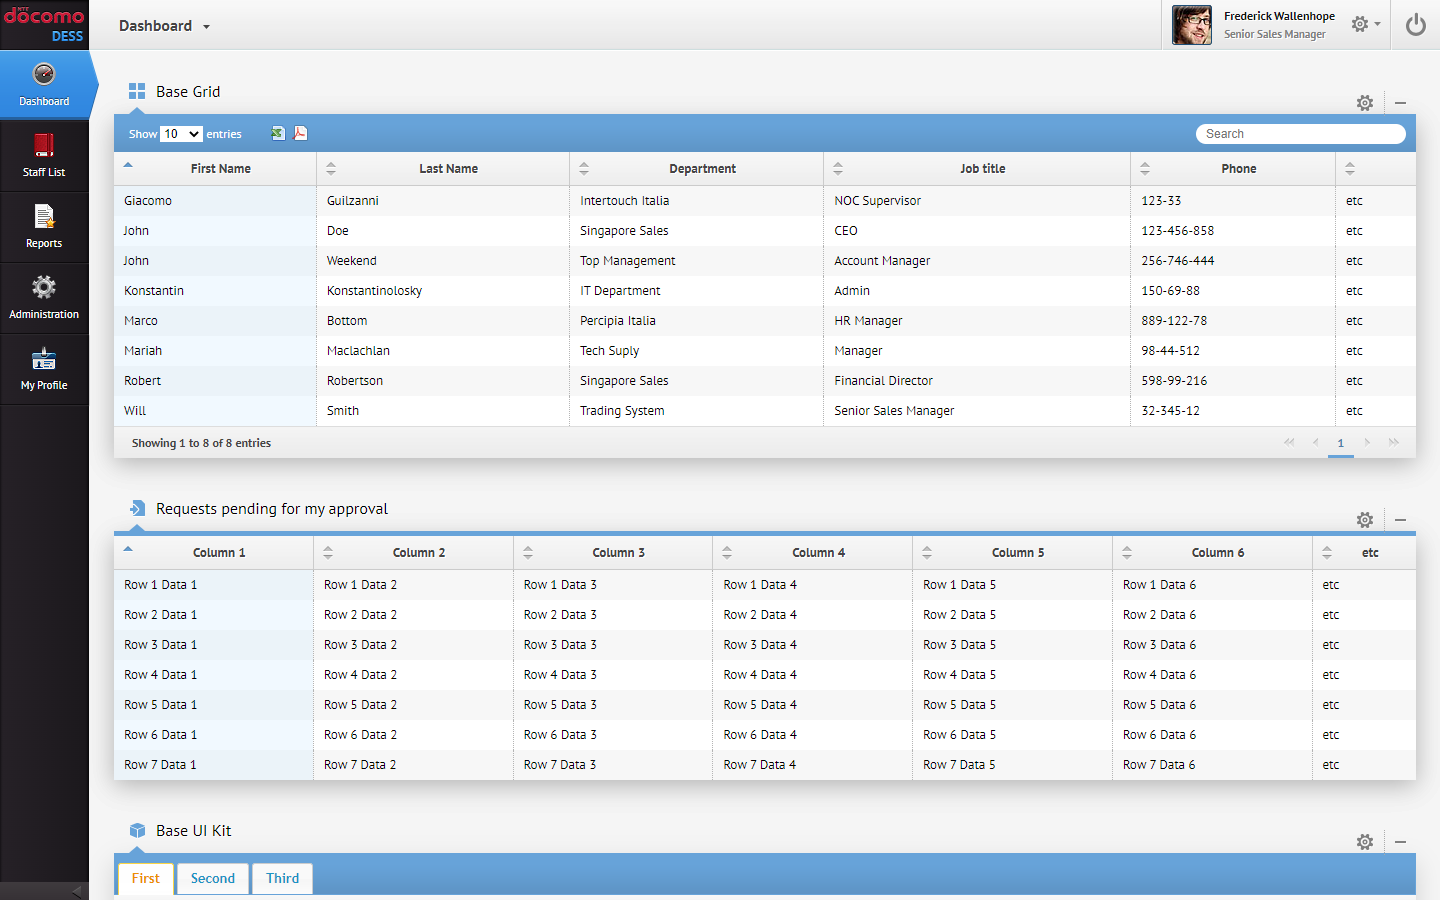 NTT
döcomo
DESS
Dashboard
Frederick Wallenhope
Senior Sales Manager
Dashboard
Staff List
Reports
Administration
My Profile
Base Grid
Show 10 entries
Search
First Name Last Name Department Job title Phone
Giacomo Guilzanni Intertouch Italia NOC Supervisor 123-33 etc
John Doe Singapore Sales CEO 123-456-858 etc
John Weekend Top Management Account Manager 256-746-444 etc
Konstantin Konstantinolosky IT Department Admin 150-69-88 etc
Marco Bottom Percipia Italia HR Manager 889-122-78 etc
Mariah Maclachlan Tech Suply Manager 98-44-512 etc
Robert Robertson Singapore Sales Financial Director 598-99-216 etc
Will Smith Trading System Senior Sales Manager 32-345-12 etc
Showing 1 to 8 of 8 entries 1
Requests pending for my approval
Column 1 Column 2 Column 3 Column 4 Column 5 Column 6 etc
Row 1 Data 1 Row 1 Data 2 Row 1 Data 3 Row 1 Data 4 Row 1 Data 5 Row 1 Data 6 etc
Row 2 Data 1 Row 2 Data 2 Row 2 Data 3 Row 2 Data 4 Row 2 Data 5 Row 2 Data 6 etc
Row 3 Data 1 Row 3 Data 2 Row 3 Data 3 Row 3 Data 4 Row 3 Data 5 Row 3 Data 6 etc
Row 4 Data 1 Row 4 Data 2 Row 4 Data 3 Row 4 Data 4 Row 4 Data 5 Row 4 Data 6 etc
Row 5 Data 1 Row 5 Data 2 Row 5 Data 3 Row 5 Data 4 Row 5 Data 5 Row 5 Data 6 etc
Row 6 Data 1 Row 6 Data 2 Row 6 Data 3 Row 6 Data 4 Row 6 Data 5 Row 6 Data 6 etc
Row 7 Data 1 Row 7 Data 2 Row 7 Data 3 Row 7 Data 4 Row 7 Data 5 Row 7 Data 6 etc
Base UI Kit
First Second Third